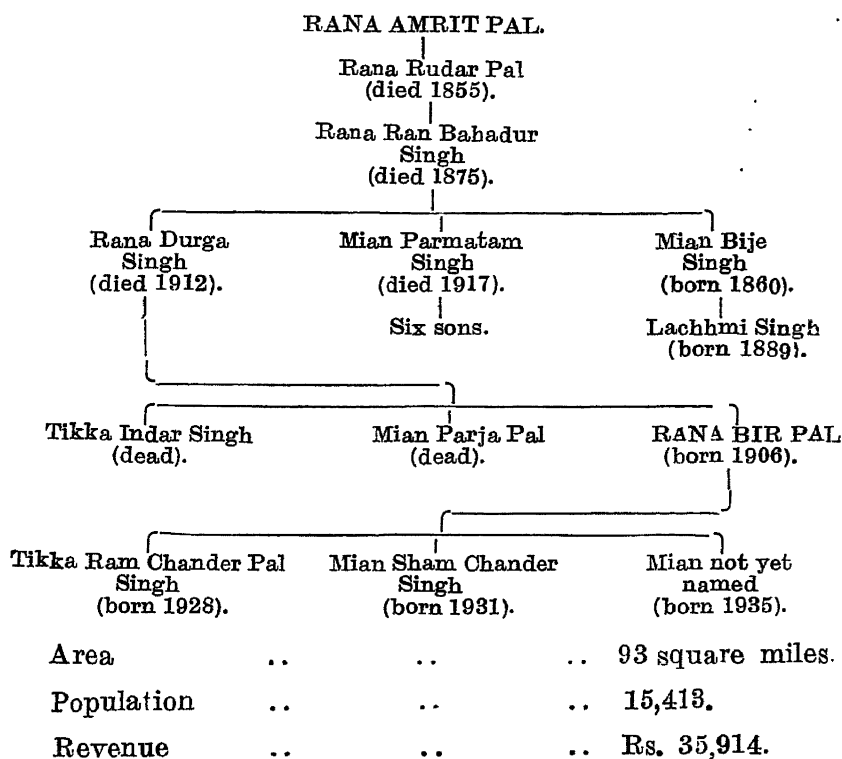 RANA AMRIT PAL.
Rana Rudar Pal
(died 1855).
Rana Ran Bahadur
Singh
(died 1875).
Rana Durga Mian Parmatam Mian Bije
Singh Singh Singh
(died 1912). (died 1917). (born 1860).
Six sons. Lachhmi Singh
(born 1889).
Tikka Indar Singh Mian Parja Pal RANA BIR PAL
(dead). (dead). (born 1906).
Tikka Ram Chander Pal Mian Sham Chander Mian not yet
Singh Singh named
(born 1928). (born 1931). (born 1935).
Area .. .. .. 93 square miles.
Population .. .. .. 15,413.
Revenue .. .. .. Rs. 35,914.